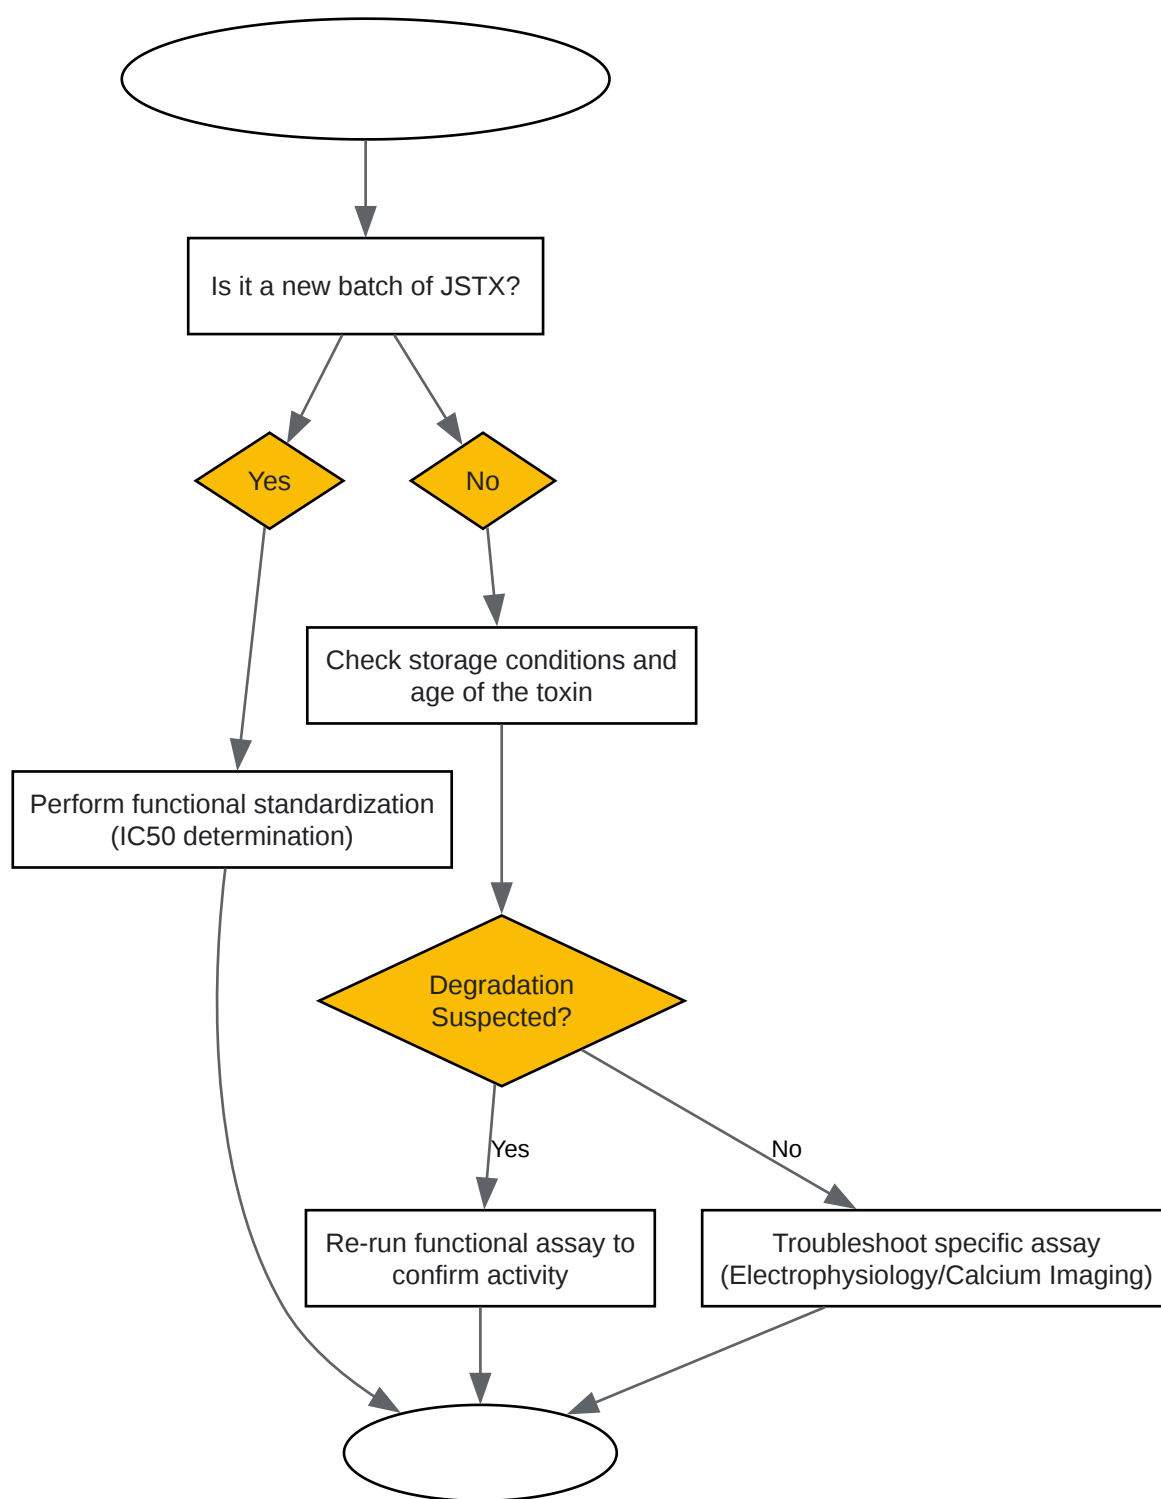 Is it a new batch of JSTX?
Yes
No
Check storage conditions and
age of the toxin
Perform functional standardization
(IC50 determination)
Degradation
Suspected?
Yes
No
Re-run functional assay to
confirm activity
Troubleshoot specific assay
(Electrophysiology/Calcium Imaging)